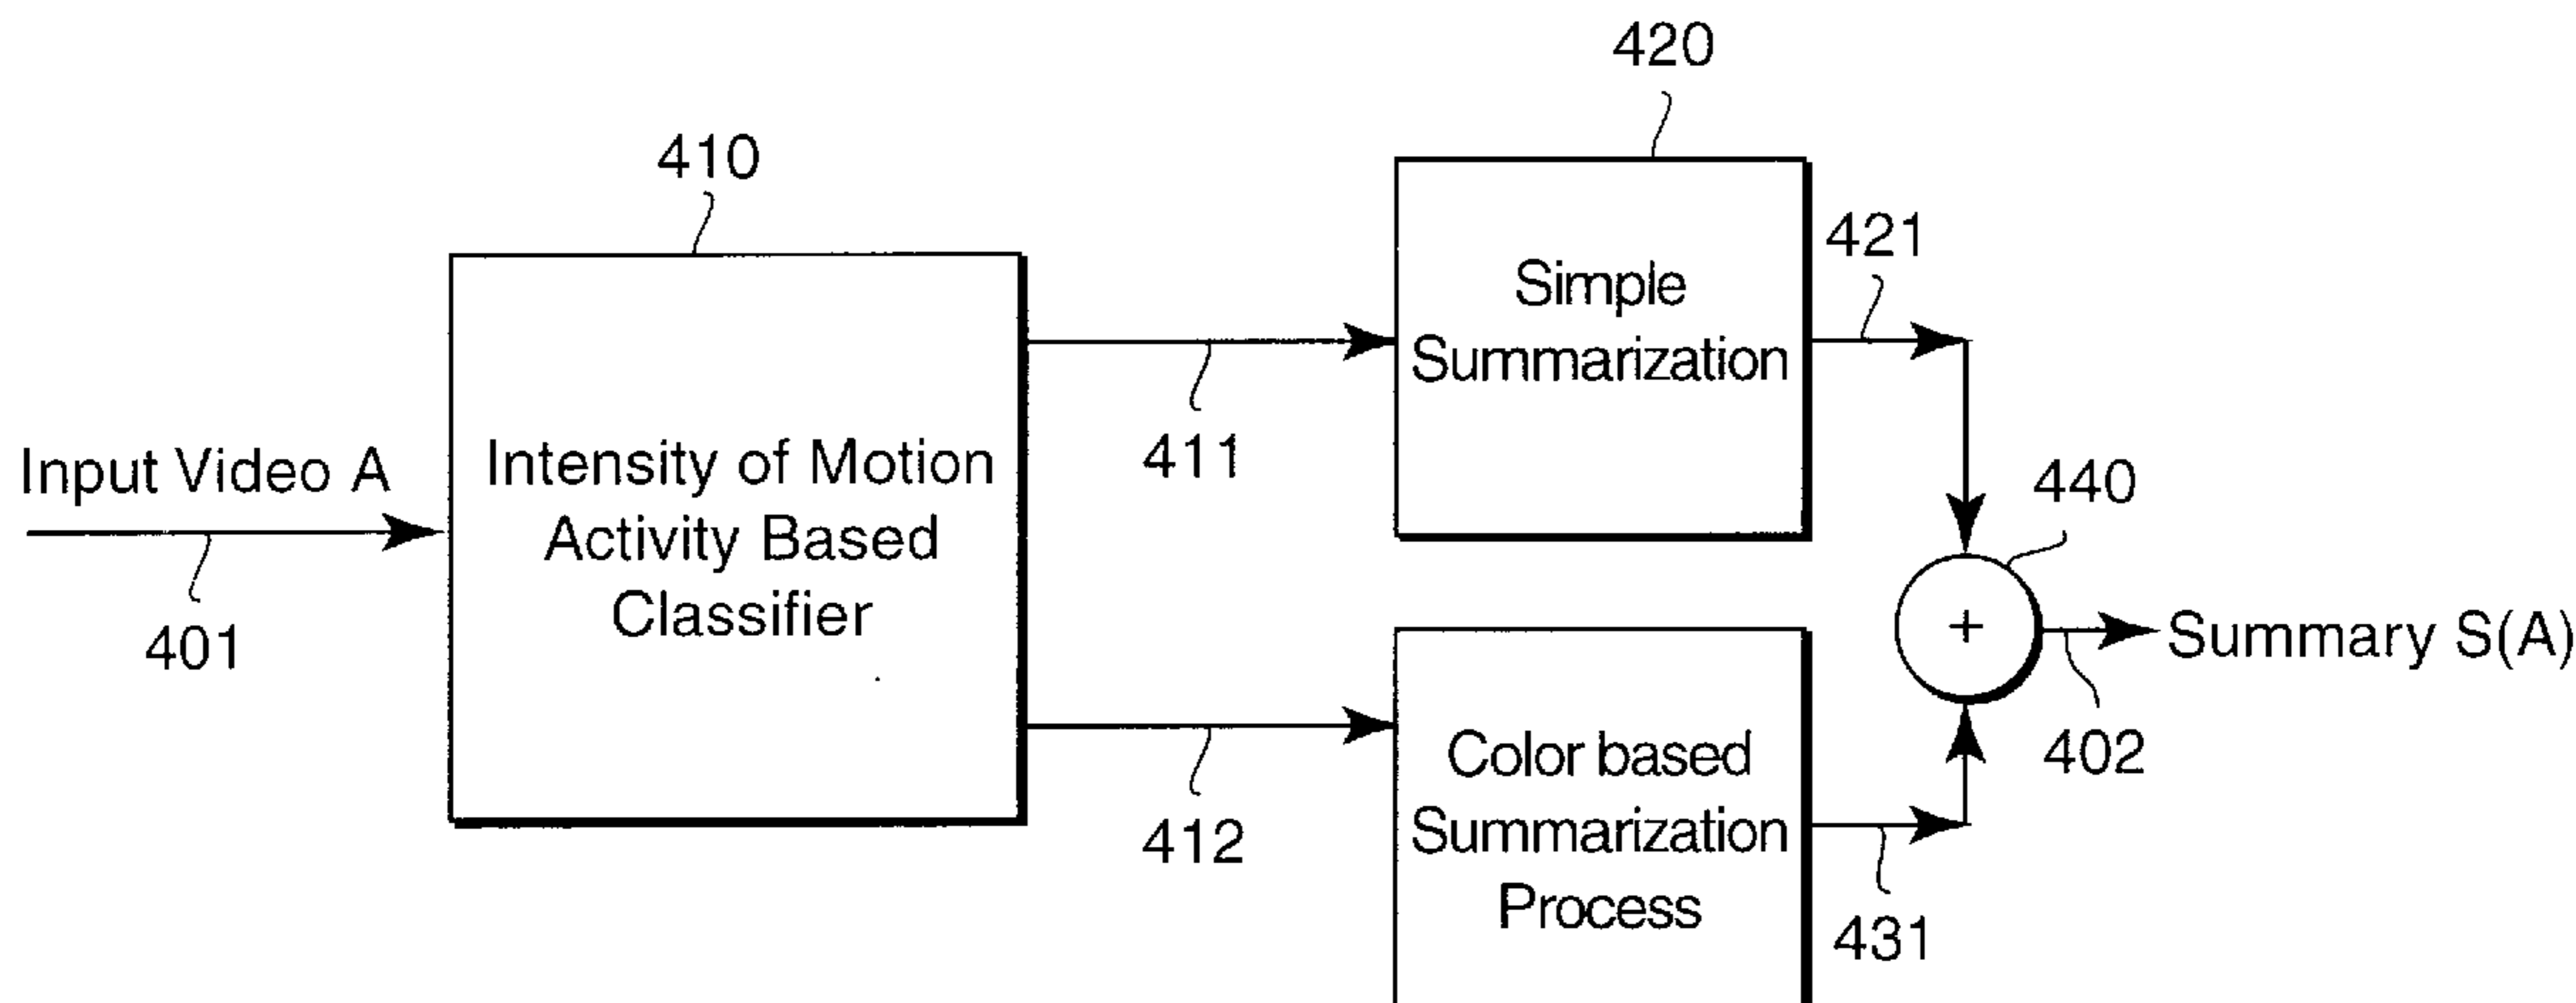 420
410
Simple
Summarization
421
Input Video A
401
Intensity of Motion
Activity Based
Classifier
411
412
440
+
Summary S(A)
402
Color based
Summarization
Process
431